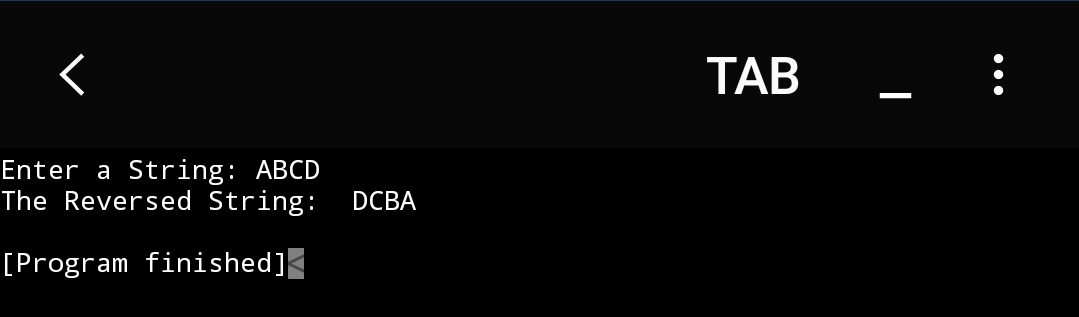 TAB _
Enter a String: ABCD
The Reversed String:  DCBA
[Program finished]<